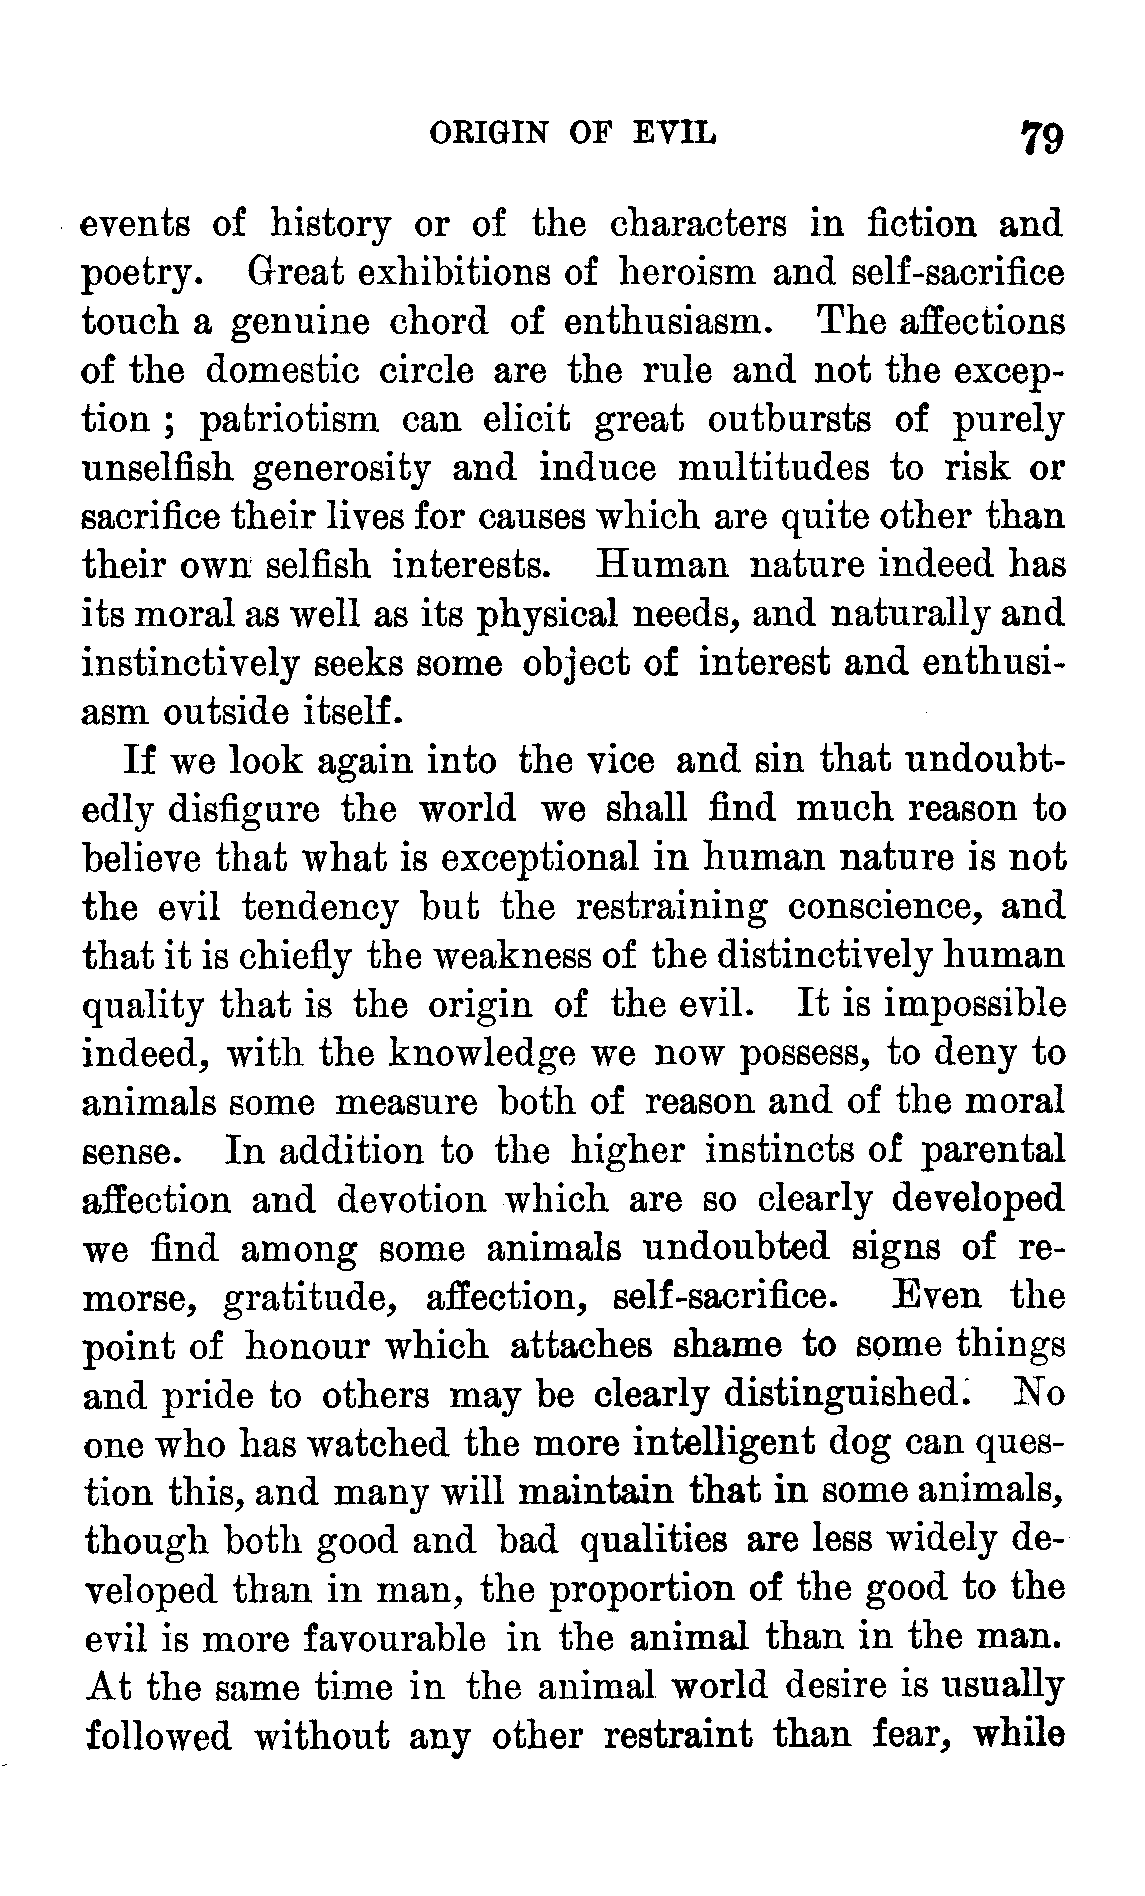 ORIGIN OF EVIL 79
events of history or of the characters in fiction and
poetry. Great exhibitions of heroism and self-sacrifice
touch a genuine chord of enthusiasm. The affections
of the domestic circle are the rule and not the excep-
tion ; patriotism can elicit great outbursts of purely
unselfish generosity and induce multitudes to risk or
sacrifice their lives for causes which are quite other than
their own selfish interests. Human nature indeed has
its moral as well as its physical needs, and naturally and
instinctively seeks some object of interest and enthusi-
asm outside itself.
If we look again into the vice and sin that undoubt-
edly disfigure the world we shall find much reason to
believe that what is exceptional in human nature is not
the evil tendency but the restraining conscience, and
that it is chiefly the weakness of the distinctively human
quality that is the origin of the evil. It is impossible
indeed, with the knowledge we now possess, to deny to
animals some measure both of reason and of the moral
sense. In addition to the higher instincts of parental
affection and devotion which are so clearly developed
we find among some animals undoubted signs of re-
morse, gratitude, affection, self-sacrifice. Even the
point of honour which attaches shame to some things
and pride to others may be clearly distinguished. No
one who has watched the more intelligent dog can ques-
tion this, and many will maintain that in some animals,
though both good and bad qualities are less widely de-
veloped than in man, the proportion of the good to the
evil is more favourable in the animal than in the man.
At the same time in the animal world desire is usually
followed without any other restraint than fear, while